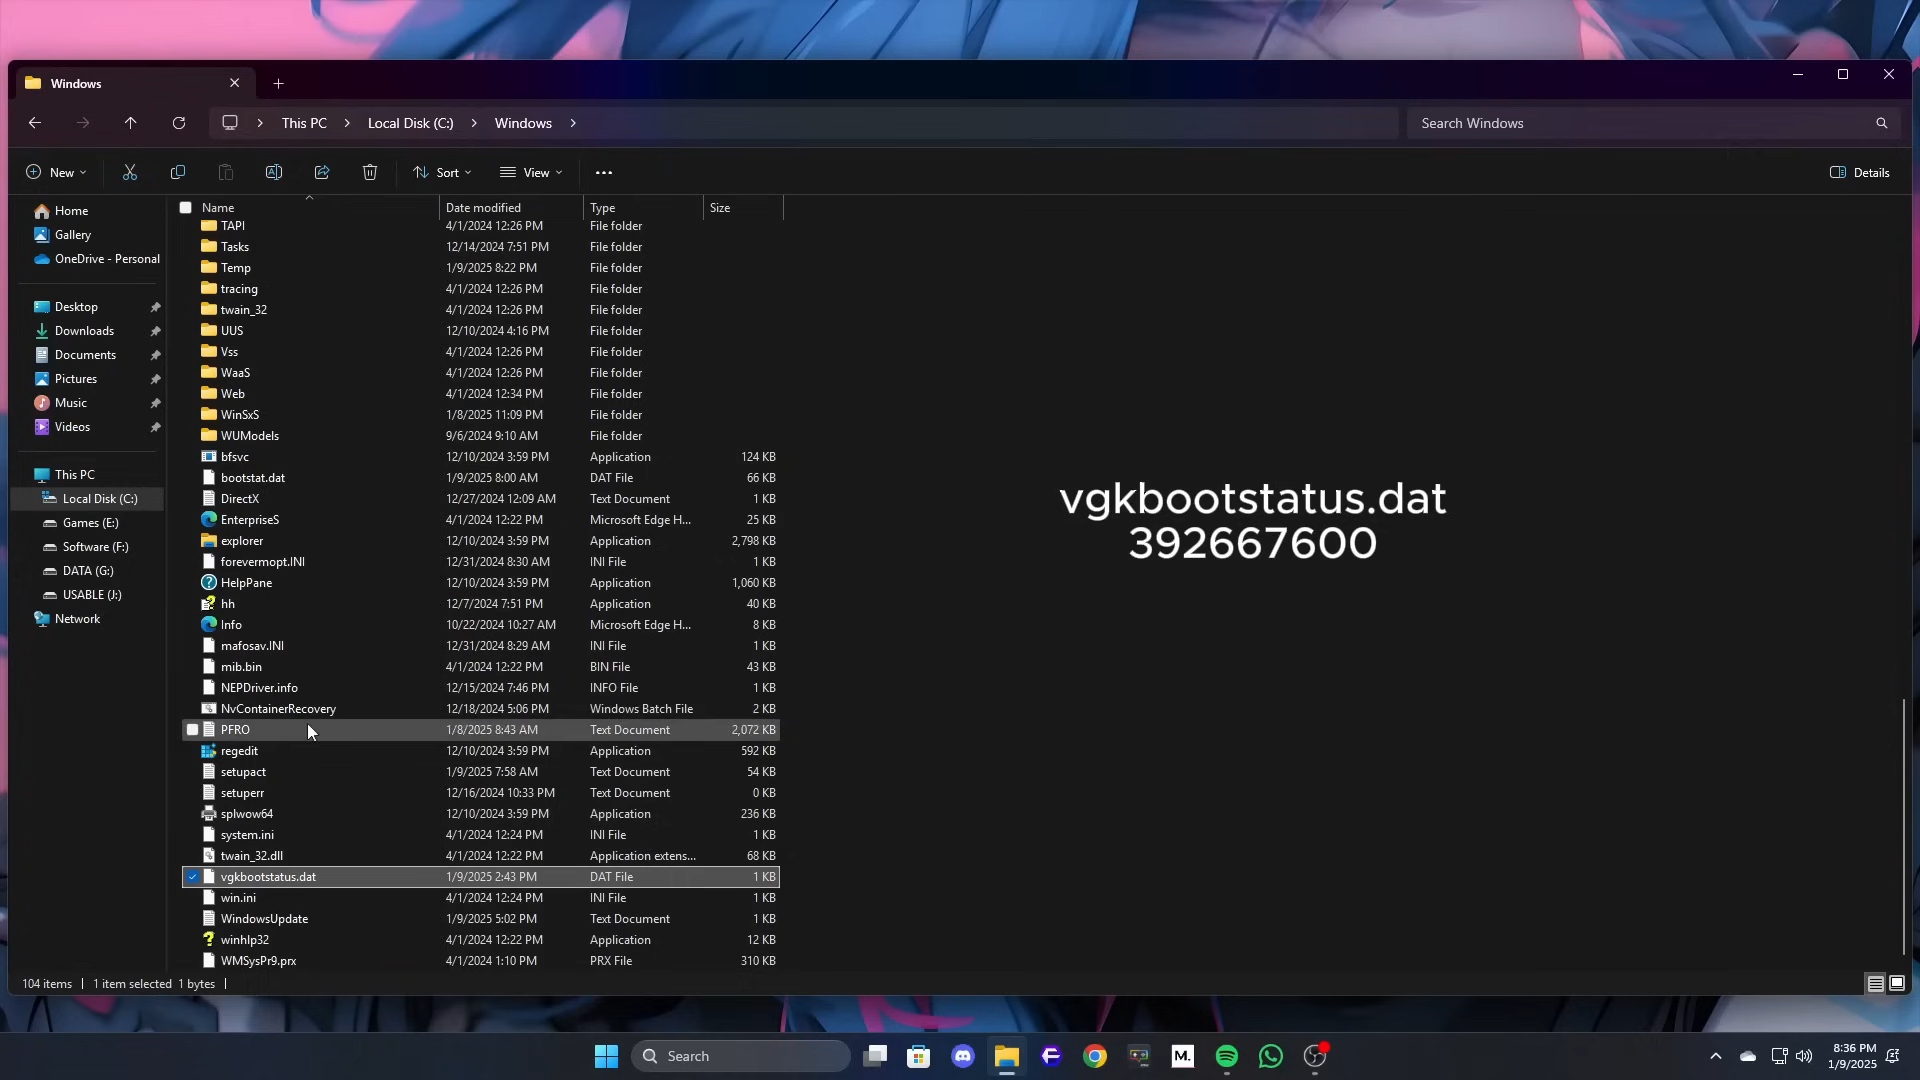 Windows
This PC
Local Disk (C:)
Windows
Search Windows
New
Sort
View
Details
Home
Gallery
OneDrive - Personal
Desktop
Downloads
Documents
Pictures
Music
Videos
This PC
Local Disk (C:)
Games (E:)
Software (F:)
DATA (G:)
USABLE (J:)
Network
Name Date modified Type Size
TAPI 4/1/2024 12:26 PM File folder
Tasks 12/14/2024 7:51 PM File folder
Temp 1/9/2025 8:22 PM File folder
tracing 4/1/2024 12:26 PM File folder
twain_32 4/1/2024 12:26 PM File folder
UUS 12/10/2024 4:16 PM File folder
Vss 4/1/2024 12:26 PM File folder
WaaS 4/1/2024 12:26 PM File folder
Web 4/1/2024 12:34 PM File folder
WinSxS 1/8/2025 11:09 PM File folder
WUModels 9/6/2024 9:10 AM File folder
bfsvc 12/10/2024 3:59 PM Application 124 KB
bootstat.dat 1/9/2025 8:00 AM DAT File 66 KB
DirectX 12/27/2024 12:09 AM Text Document 1 KB
EnterpriseS 4/1/2024 12:22 PM Microsoft Edge H... 25 KB
explorer 12/10/2024 3:59 PM Application 2,798 KB
forevermopt.INI 12/31/2024 8:30 AM INI File 1 KB
HelpPane 12/10/2024 3:59 PM Application 1,060 KB
hh 12/7/2024 7:51 PM Application 40 KB
Info 10/22/2024 10:27 AM Microsoft Edge H... 8 KB
mafosav.INI 12/31/2024 8:29 AM INI File 1 KB
mib.bin 4/1/2024 12:22 PM BIN File 43 KB
NEPDriver.info 12/15/2024 7:46 PM INFO File 1 KB
NvContainerRecovery 12/18/2024 5:06 PM Windows Batch File 2 KB
PFRO 1/8/2025 8:43 AM Text Document 2,072 KB
regedit 12/10/2024 3:59 PM Application 592 KB
setupact 1/9/2025 7:58 AM Text Document 54 KB
setuperr 12/16/2024 10:33 PM Text Document 0 KB
splwow64 12/10/2024 3:59 PM Application 236 KB
system.ini 4/1/2024 12:24 PM INI File 1 KB
twain_32.dll 4/1/2024 12:22 PM Application extens... 68 KB
vgkbootstatus.dat 1/9/2025 2:43 PM DAT File 1 KB
win.ini 4/1/2024 12:24 PM INI File 1 KB
WindowsUpdate 1/9/2025 5:02 PM Text Document 1 KB
winhlp32 4/1/2024 12:22 PM Application 12 KB
WMSysPr9.prx 4/1/2024 1:10 PM PRX File 310 KB
vgkbootstatus.dat
392667600
104 items 1 item selected 1 bytes
Search
M.
8:36 PM
1/9/2025